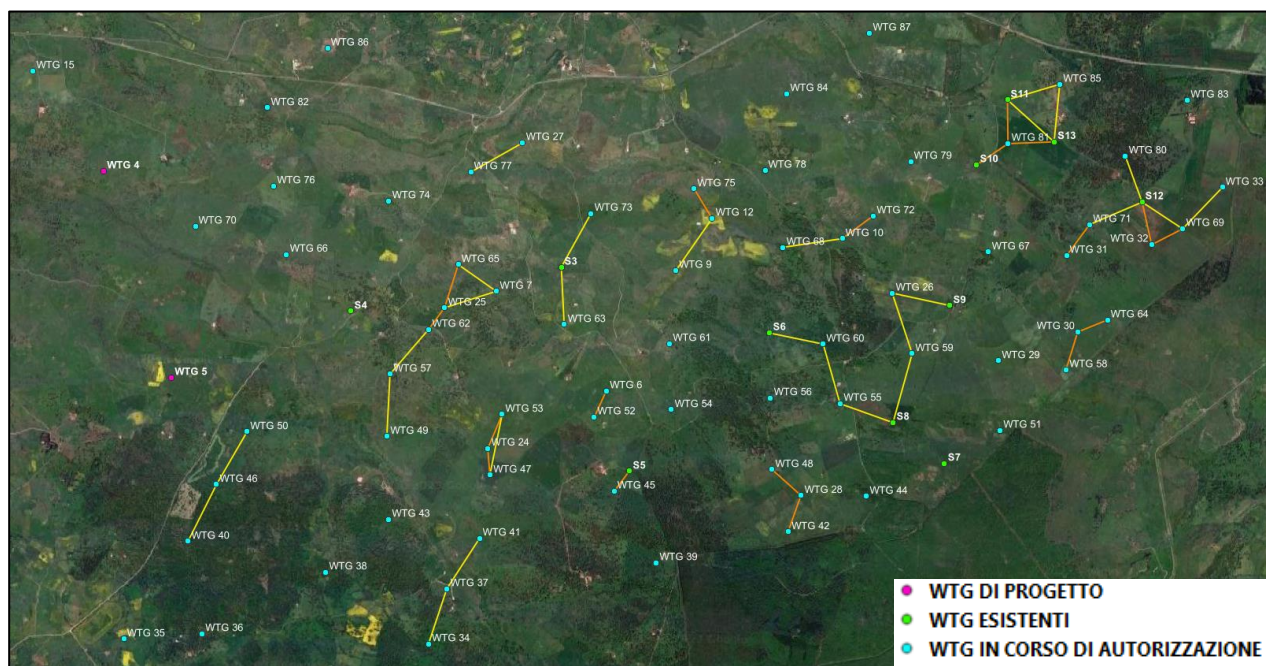 WTG 87
WTG 86
WTG 15
WTG 85
WTG 84
S11
WTG 83
WTG 82
WTG 27
WTG 81
S13
WTG 80
WTG 79
S10
WTG 4
WTG 77
WTG 78
WTG 76
WTG 75
WTG 33
WTG 74
S12
WTG 73
WTG 12
WTG 72
WTG 70
WTG 71
WTG 69
WTG 10
WTG 32
WTG 68
WTG 66
WTG 67
WTG 31
WTG 65
S3
WTG 9
WTG 7
WTG 26
S4
WTG 25
S9
WTG 63
WTG 64
WTG 62
S6
WTG 30
WTG 61
WTG 60
WTG 59
WTG 29
WTG 5
WTG 57
WTG 58
WTG 6
WTG 56
WTG 55
WTG 53
WTG 52
WTG 54
S8
WTG 50
WTG 49
WTG 51
WTG 24
S7
WTG 48
S5
WTG 47
WTG 46
WTG 45
WTG 28
WTG 44
WTG 43
WTG 42
WTG 41
WTG 40
WTG 39
WTG 38
WTG 37
WTG 36
WTG 35
WTG 34
WTG DI PROGETTO
WTG ESISTENTI
WTG IN CORSO DI AUTORIZZAZIONE